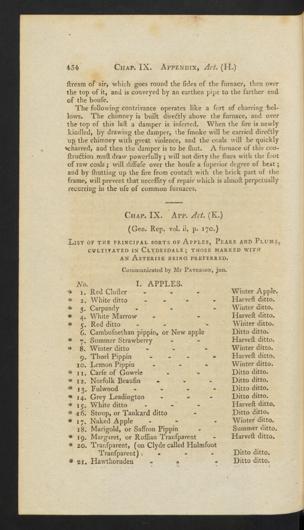 454 CHAP. IX. APPENDIX, Art. (H.)
stream of air, which goes round the sides of the furnace, then over
the top of it, and is conveyed by an earthen pipe to the farther end
of the house.
The following contrivance operates like a sort of charring bel-
lows. The chimney is built directly above the furnace, and over
the top of this last a damper is inserted. When the fire is newly
kindled, by drawing the damper, the smoke will be carried directly
up the chimney with great violence, and the coals will be quickly
charred, and then the damper is to be shut. A furnace of this con-
struction must draw powerfully; will not dirty the flues with the soot
of raw coals; will diffuse over the house a superior degree of heat;
and by shutting up the fire from contact with the brick part of the
frame, will prevent that necessity of repair which is almost perpetually
recurring in the use of common furnaces.
CHAP. IX. APP. Art. (K.)
(Gen. Rep. vol. ii, p. 170.)
LIST OF THE PRINCIPAL SORTS OF APPLES, PEARS AND PLUMS,
CULTIVATED IN CLYDESDALE; THOSE MARKED WITH
AN ASTERISK BEING PREFERRED.
Communicated by Mr PATERSON, jun.
No. I. APPLES.
* 1. Red Cluster - - - Winter Apple.
* 2. White ditto - - - - Harvest ditto.
* 3. Carpandy - - - - Winter ditto.
* 4. White Marrow - - - Harvest ditto.
* 5. Red ditto - - - - Winter ditto.
6. Cambusnethan pippin, or New apple Ditto ditto.
* 7. Summer Strawberry - - - Harvest ditto.
* 8. Winter ditto - - - Winter ditto.
* 9. Thorl Pippin - - - - Harvest ditto.
10. Lemon Pippin - - - Winter ditto.
* 11. Carse of Gowrie - - - Ditto ditto.
* 12. Norfolk Beaufin - - - - Ditto ditto.
* 13. Fulwood - - - - Ditto ditto.
* 14. Grey Leadington - - - Ditto ditto.
* 15. White ditto - - - - Harvest ditto.
* 16. Stoup, or Tankard ditto - - Ditto ditto.
* 17. Naked Apple - - - - Winter ditto.
18. Marigold, or Saffron Pippin - - Summer ditto.
* 19. Margaret, or Russian Transparent - Harvest ditto.
* 20. Transparent, (on Clyde called Holmfoot
Transparent) - - - - Ditto ditto.
* 21. Hawthornden - - - Ditto ditto.